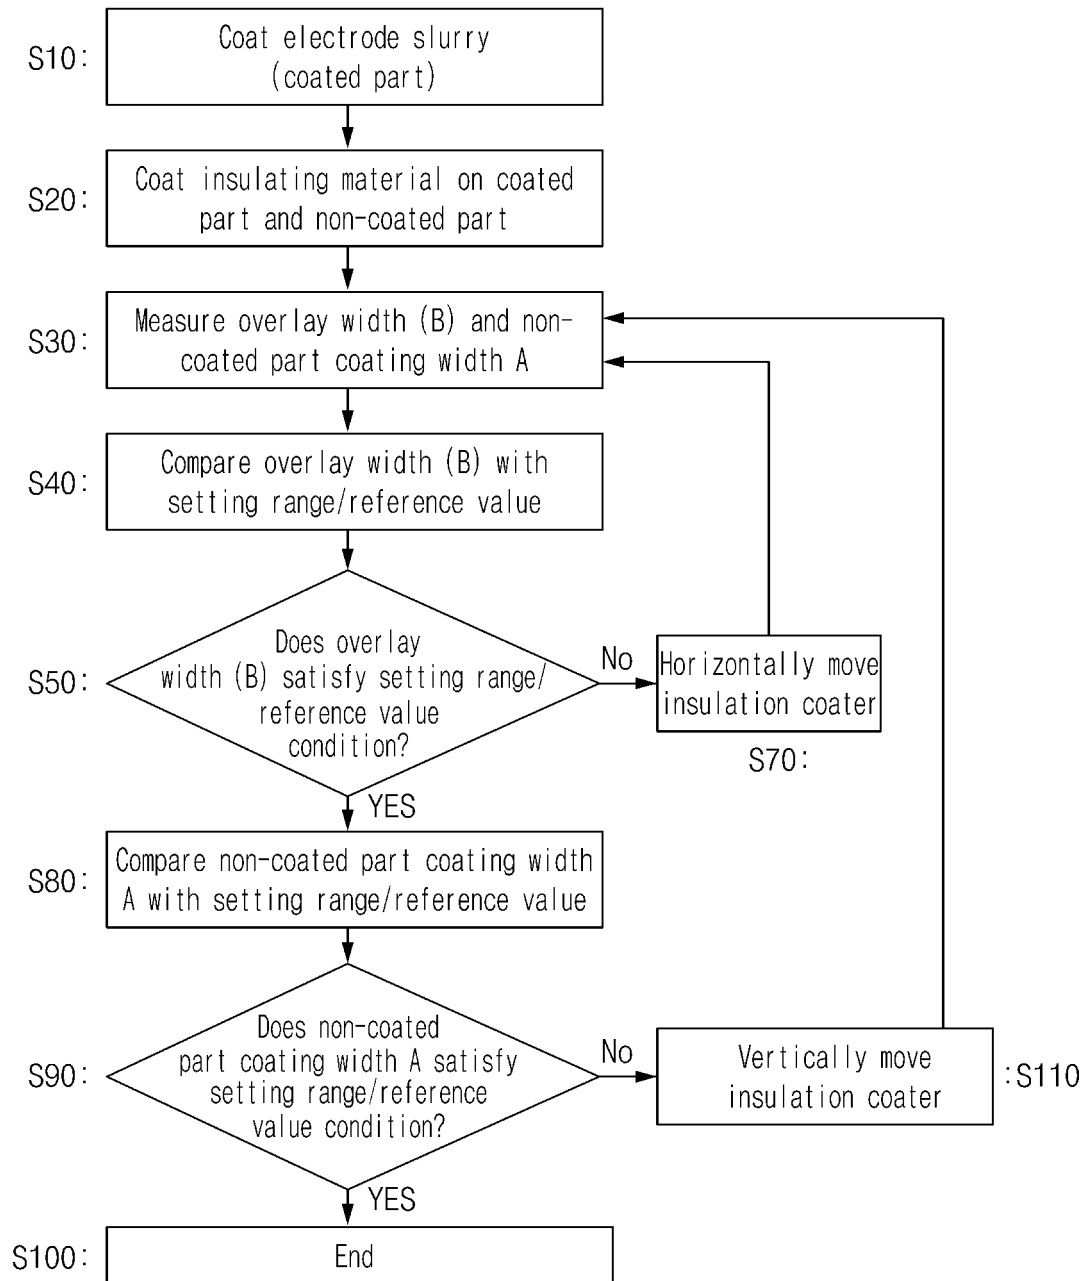 S10:
Coat electrode slurry
(coated part)
S20:
Coat insulating material on coated
part and non-coated part
S30:
Measure overlay width (B) and non-
coated part coating width A
S40:
Compare overlay width (B) with
setting range/reference value
S50:
Does overlay
width (B) satisfy setting range/
reference value
condition?
No
Horizontally move
insulation coater
S70:
YES
S80:
Compare non-coated part coating width
A with setting range/reference value
S90:
Does non-coated
part coating width A satisfy
setting range/reference
value condition?
No
Vertically move
insulation coater
:S110
YES
S100:
End